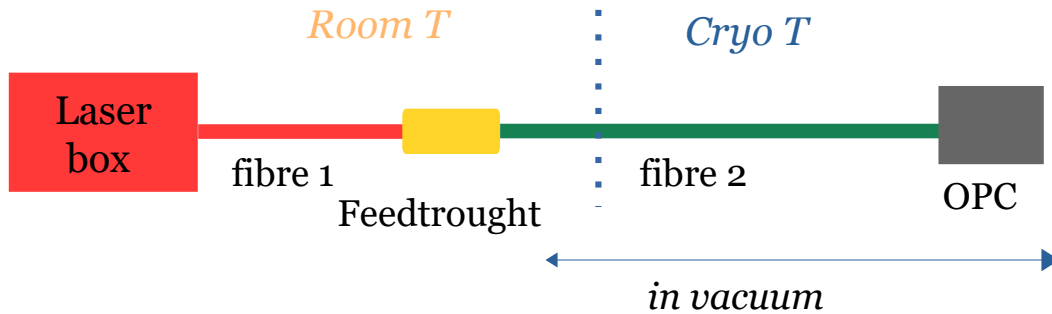 Room T
Cryo T
Laser
box
fibre 1
fibre 2
Feedtrought
OPC
in vacuum